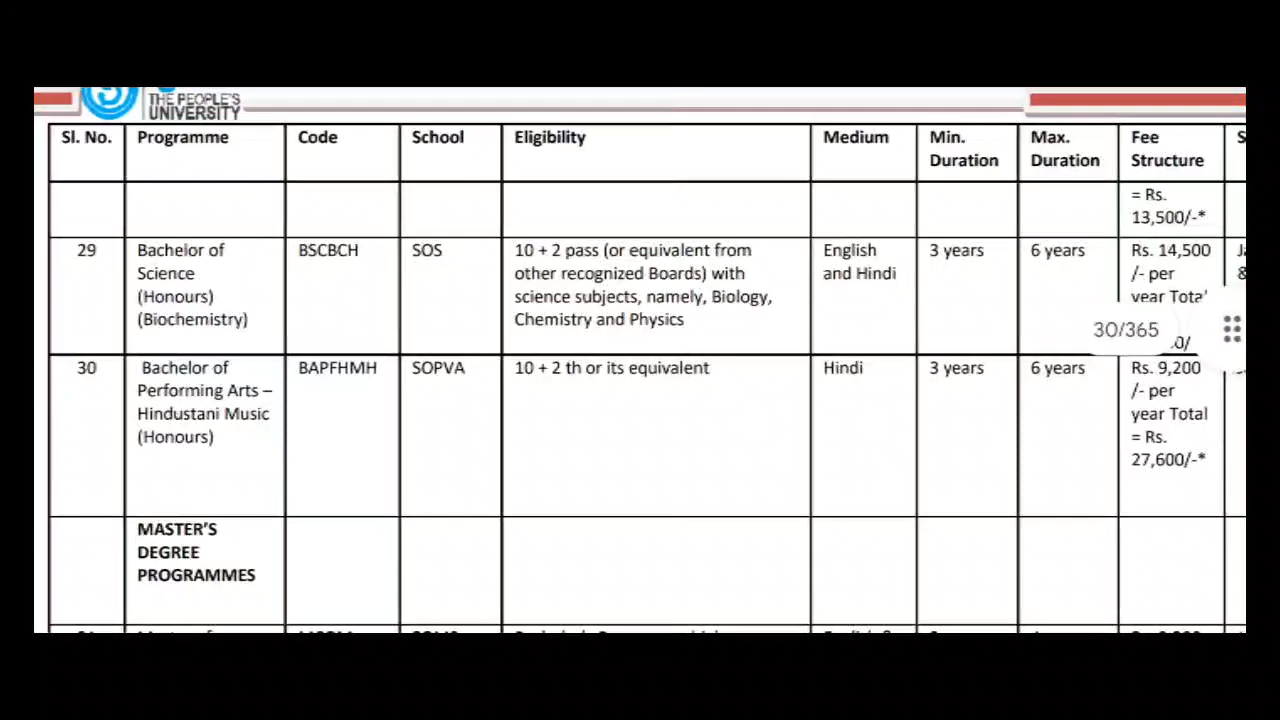 THE PEOPLE'S
UNIVERSITY
Sl. No. Programme Code School Eligibility Medium Min. Duration Max. Duration Fee Structure
= Rs.
13,500/-*
29 Bachelor of Science (Honours) (Biochemistry) BSCBCH SOS 10 + 2 pass (or equivalent from other recognized Boards) with science subjects, namely, Biology, Chemistry and Physics English and Hindi 3 years 6 years Rs. 14,500 /- per year Total
30/365
30 Bachelor of Performing Arts – Hindustani Music (Honours) BAPFHMH SOPVA 10 + 2 th or its equivalent Hindi 3 years 6 years Rs. 9,200 /- per year Total = Rs. 27,600/-*
MASTER'S
DEGREE
PROGRAMMES